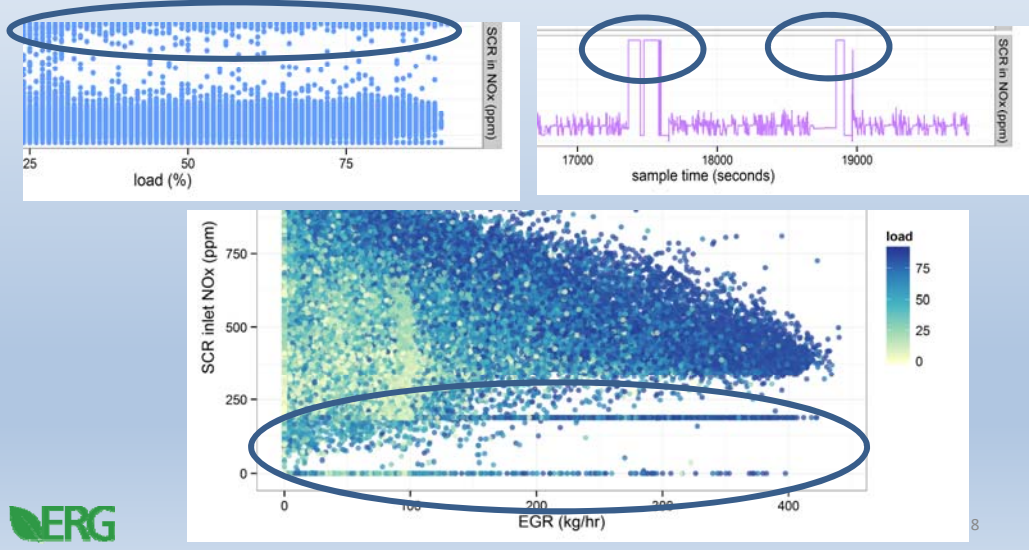 SCR in NOx (ppm)
25 50 75
load (%)
SCR in NOx (ppm)
17000 18000 19000
sample time (seconds)
SCR inlet NOx (ppm)
750
500
250
0
0 100 200 300 400
EGR (kg/hr)
load
75
50
25
0
ERG
8